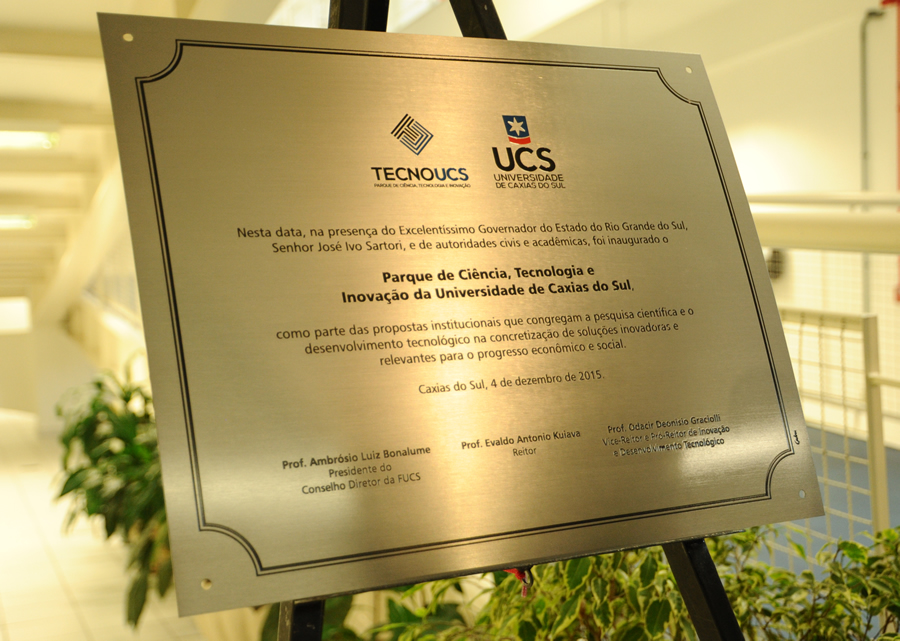 TECNOUCS
PARQUE DE CIÊNCIA, TECNOLOGIA E INOVAÇÃO
UCS
UNIVERSIDADE
DE CAXIAS DO SUL
Nesta data, na presença do Excelentíssimo Governador do Estado do Rio Grande do Sul,
Senhor José Ivo Sartori, e de autoridades civis e acadêmicas, foi inaugurado o
Parque de Ciência, Tecnologia e
Inovação da Universidade de Caxias do Sul,
como parte das propostas institucionais que congregam a pesquisa científica e o
desenvolvimento tecnológico na concretização de soluções inovadoras e
relevantes para o progresso econômico e social.
Caxias do Sul, 4 de dezembro de 2015.
Prof. Ambrósio Luiz Bonalume
Presidente do
Conselho Diretor da FUCS
Prof. Evaldo Antonio Kuiava
Reitor
Prof. Odacir Deonisio Graciolli
Vice-Reitor e Pró-Reitor de Inovação
e Desenvolvimento Tecnológico